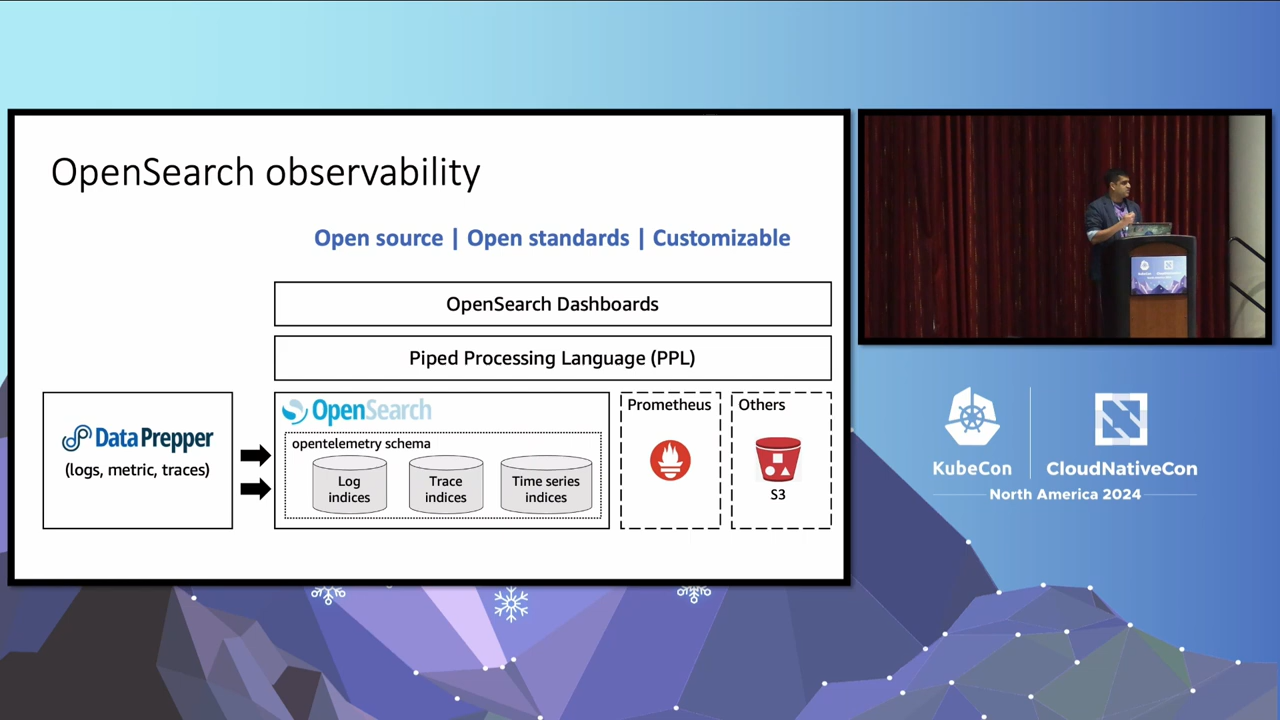 OpenSearch observability
Open source | Open standards | Customizable
OpenSearch Dashboards
Piped Processing Language (PPL)
Data Prepper
(logs, metric, traces)
OpenSearch
opentelemetry schema
Log
indices
Trace
indices
Time series
indices
Prometheus
Others
S3
KubeCon
CloudNativeCon
North America 2024